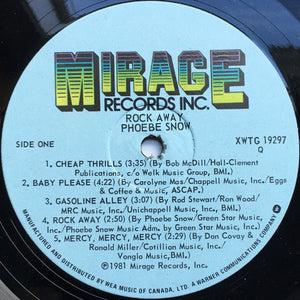 MIRAGE
RECORDS INC.
ROCK AWAY
PHOEBE SNOW
SIDE ONE
XWTG 19297
Q
1. CHEAP THRILLS (3:35) (By Bob McDill/Hall-Clement
Publications, c/o Welk Music Group, BMI.)
2. BABY PLEASE (4:22) (By Carolyne Mas/Chappell Music, Inc./Eggs
& Coffee & Music, ASCAP.)
3. GASOLINE ALLEY (3:07) (By Rod Stewart/Ron Wood/
MRC Music, Inc./Unichappell Music, Inc., BMI.)
4. ROCK AWAY (2:50) (By Phoebe Snow/Green Star Music,
Inc./Phoebe Snow Adm. by Green Star Music Inc., BMI.)
5. MERCY, MERCY, MERCY (2:29) (By Don Covay &
Ronald Miller/Cotillion Music, Inc./
Vonglo Music,BMI.)
℗1981 Mirage Records, Inc.
MANUFACTURED AND DISTRIBUTED BY WEA MUSIC OF CANADA, LTD. A WARNER COMMUNICATIONS COMPANY